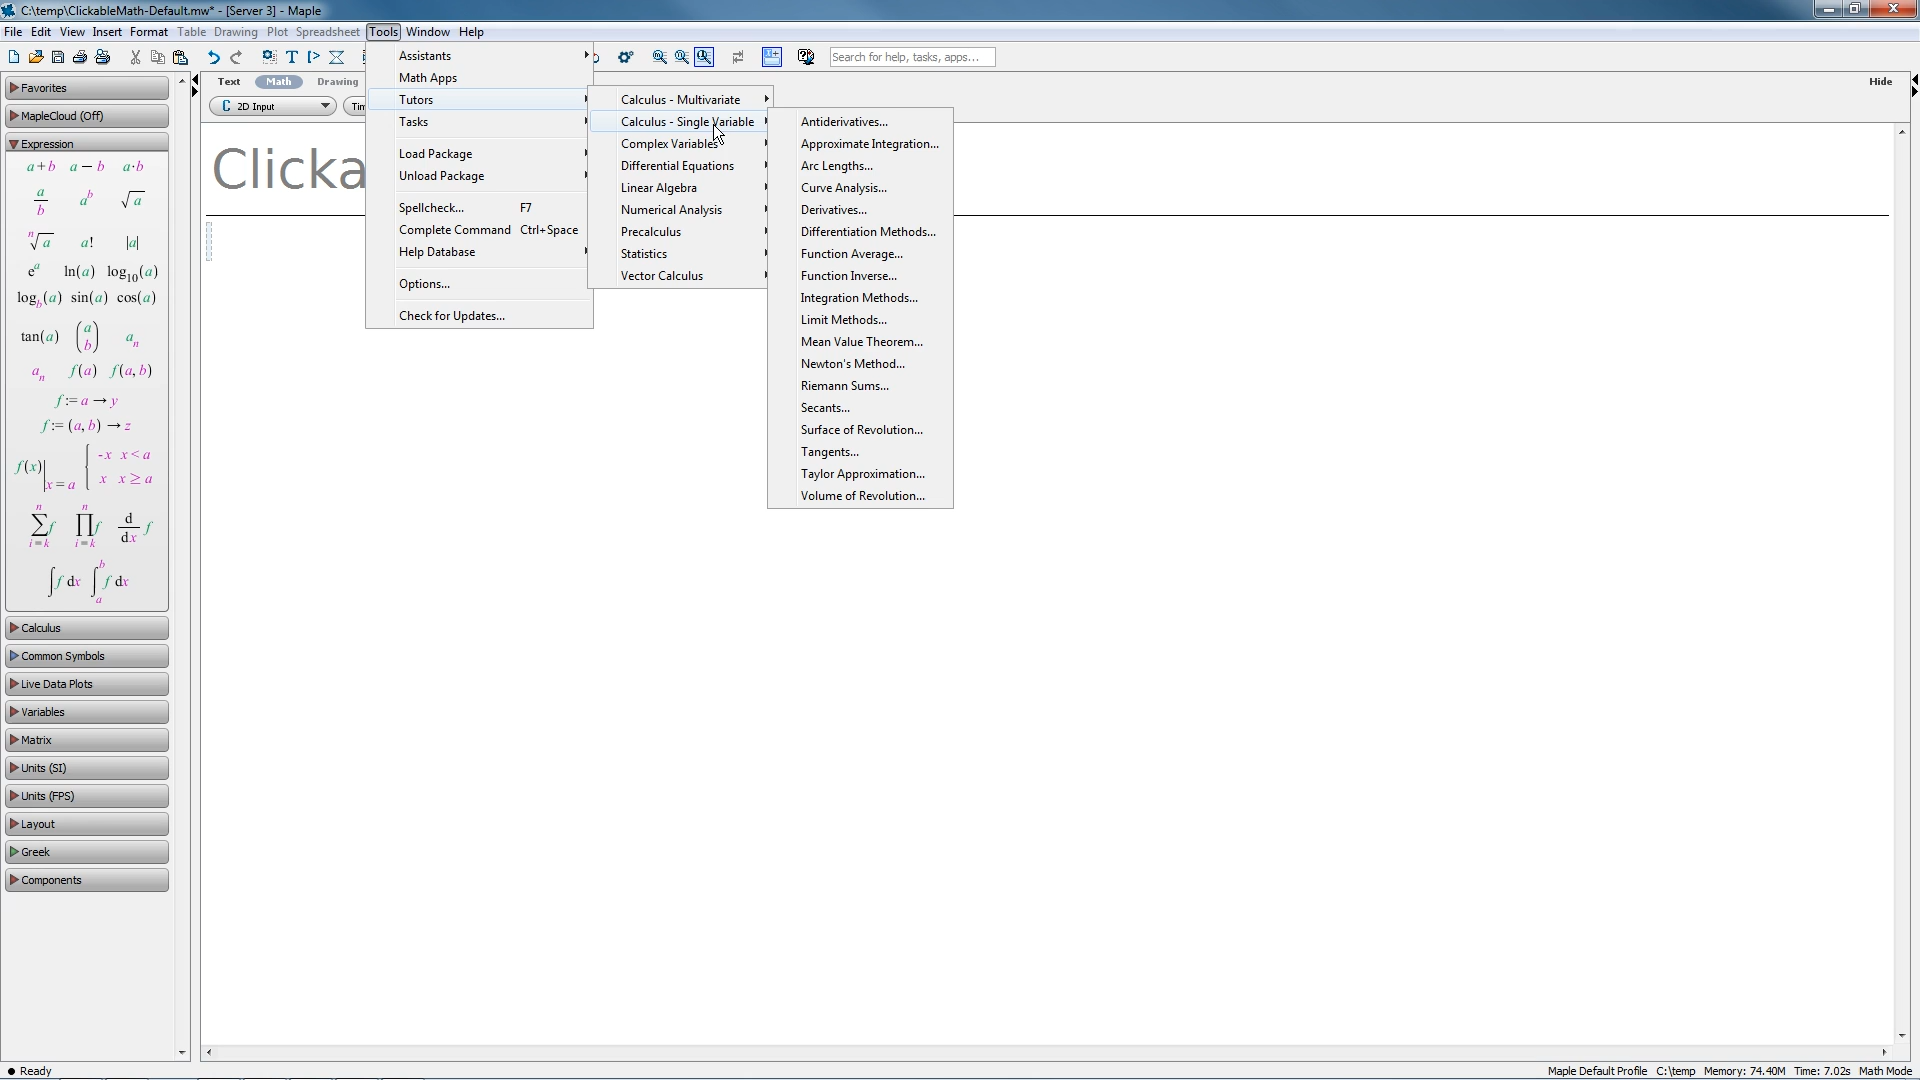 C:\temp\ClickableMath-Default.mw* - [Server 3] - Maple
File Edit View Insert Format Table Drawing Plot Spreadsheet Tools Window Help
Search for help, tasks, apps...
Text Math Drawing
Hide
C 2D Input
Clicka
Favorites
MapleCloud (Off)
Expression
a+b a−b a·b
a/b a^b √a
ⁿ√a a! |a|
e^a ln(a) log10(a)
log_b(a) sin(a) cos(a)
tan(a) (a b) a_n
a_n f(a) f(a, b)
f := a → y
f := (a, b) → z
f(x)| x = a { -x x < a
x x ≥ a
n ∑ i = k f n ∏ i = k f d/dx f
∫ f dx ∫ a b f dx
Calculus
Common Symbols
Live Data Plots
Variables
Matrix
Units (SI)
Units (FPS)
Layout
Greek
Components
Assistants
Math Apps
Tutors
Tasks
Load Package
Unload Package
Spellcheck... F7
Complete Command Ctrl+Space
Help Database
Options...
Check for Updates...
Calculus - Multivariate
Calculus - Single Variable
Complex Variables
Differential Equations
Linear Algebra
Numerical Analysis
Precalculus
Statistics
Vector Calculus
Antiderivatives...
Approximate Integration...
Arc Lengths...
Curve Analysis...
Derivatives...
Differentiation Methods...
Function Average...
Function Inverse...
Integration Methods...
Limit Methods...
Mean Value Theorem...
Newton's Method...
Riemann Sums...
Secants...
Surface of Revolution...
Tangents...
Taylor Approximation...
Volume of Revolution...
Ready
Maple Default Profile C:\temp Memory: 74.40M Time: 7.02s Math Mode